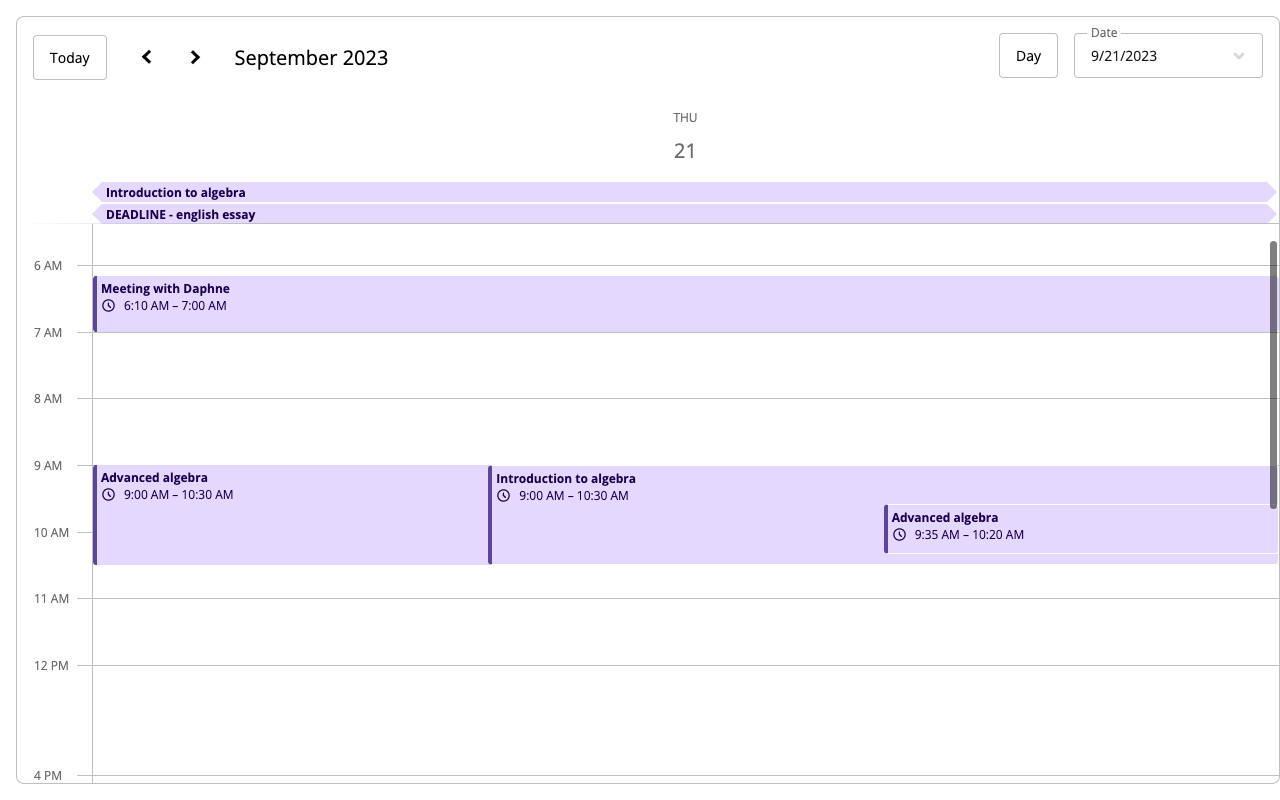 Today
September 2023
Day
Date
9/21/2023
THU
21
Introduction to algebra
DEADLINE - english essay
6 AM
Meeting with Daphne
6:10 AM – 7:00 AM
7 AM
8 AM
9 AM
Advanced algebra
9:00 AM – 10:30 AM
Introduction to algebra
9:00 AM – 10:30 AM
Advanced algebra
9:35 AM – 10:20 AM
10 AM
11 AM
12 PM
4 PM